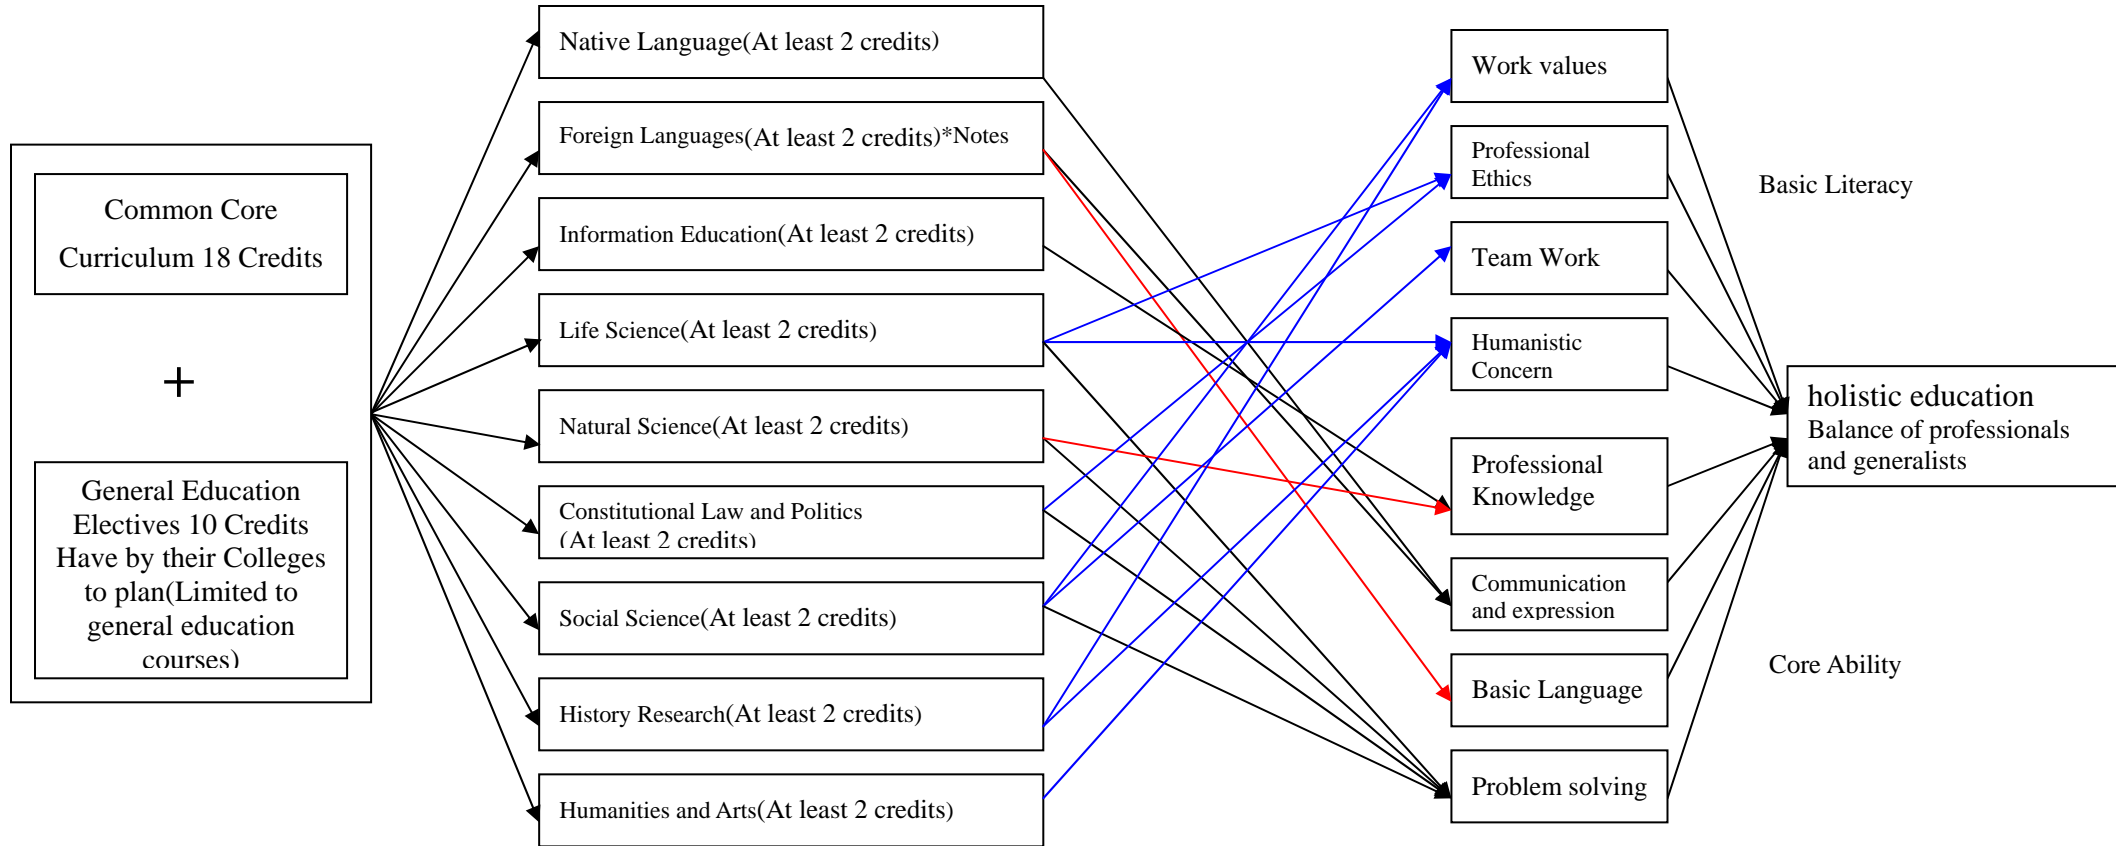 Common Core
Curriculum 18 Credits
+
General Education
Electives 10 Credits
Have by their Colleges
to plan(Limited to
general education
courses)
Native Language(At least 2 credits)
Foreign Languages(At least 2 credits)*Notes
Information Education(At least 2 credits)
Life Science(At least 2 credits)
Natural Science(At least 2 credits)
Constitutional Law and Politics
(At least 2 credits)
Social Science(At least 2 credits)
History Research(At least 2 credits)
Humanities and Arts(At least 2 credits)
Work values
Professional
Ethics
Team Work
Humanistic
Concern
Professional
Knowledge
Communication
and expression
Basic Language
Problem solving
Basic Literacy
Core Ability
holistic education
Balance of professionals
and generalists